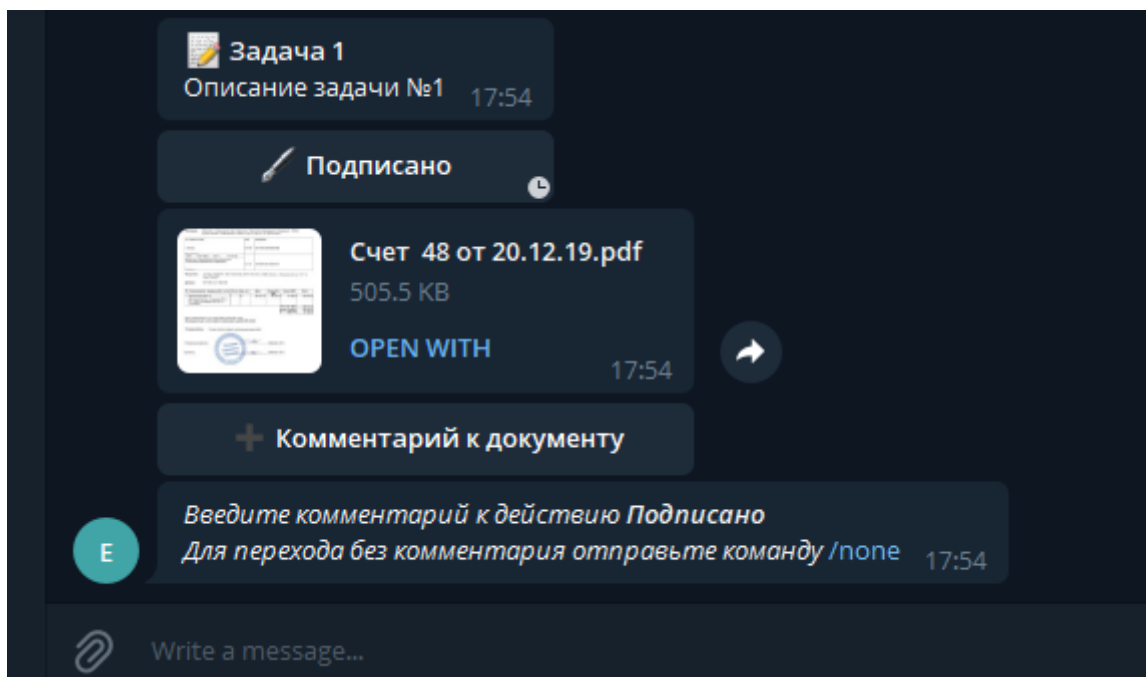 Задача 1
Описание задачи №1 17:54
Подписано
Счет 48 от 20.12.19.pdf
505.5 KB
OPEN WITH
17:54
Комментарий к документу
Введите комментарий к действию Подписано
Для перехода без комментария отправьте команду /none 17:54
E
Write a message...